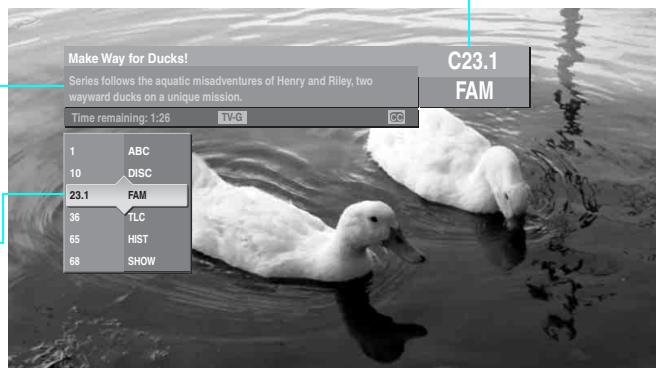 Make Way for Ducks!
Series follows the aquatic misadventures of Henry and Riley, two
wayward ducks on a unique mission.
Time remaining: 1:26 TV-G CC
C23.1
FAM
1 ABC
10 DISC
23.1 FAM
36 TLC
65 HIST
68 SHOW